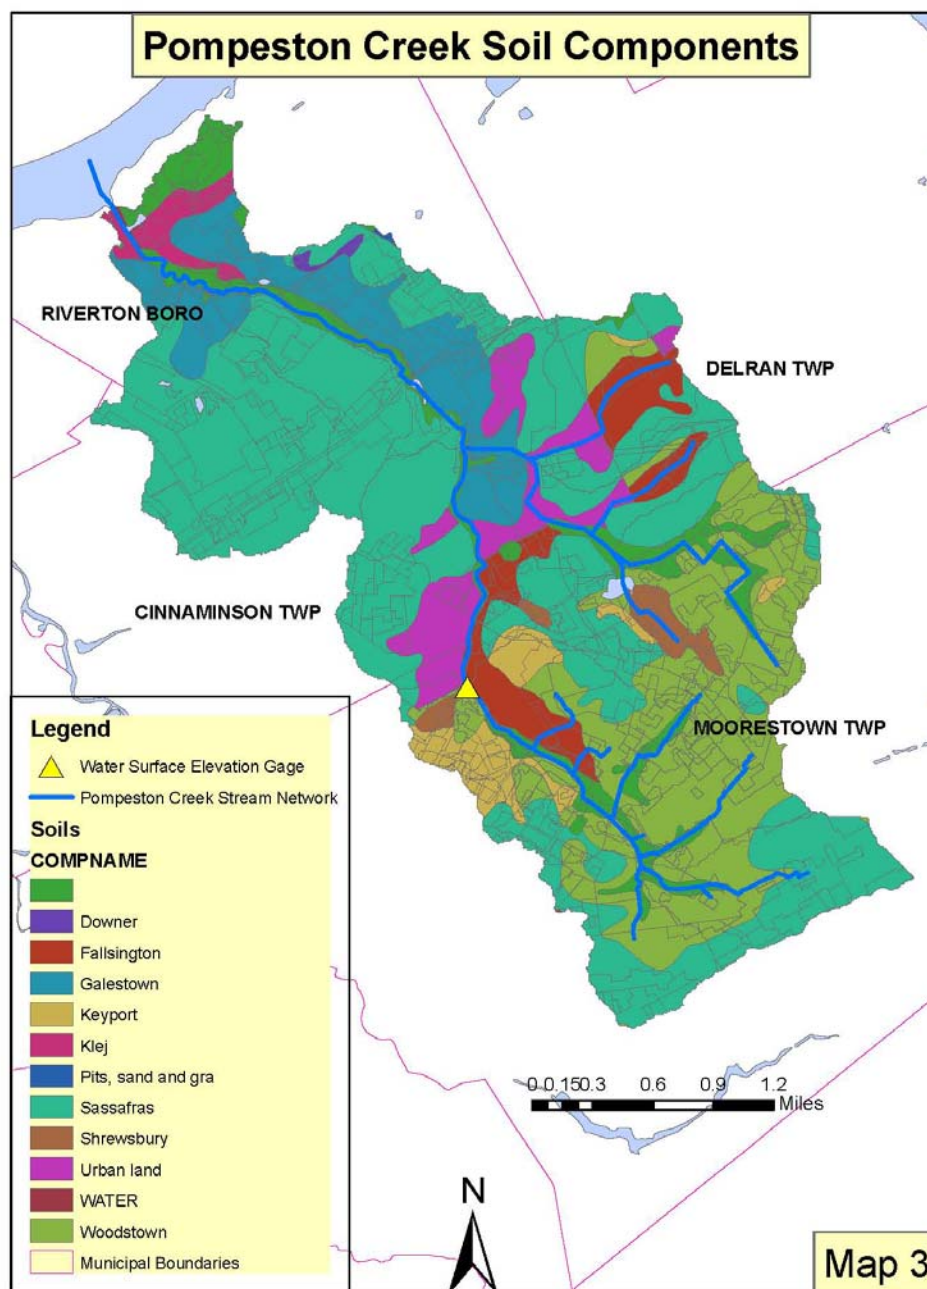 Pompeston Creek Soil Components
RIVERTON BORO
DELRAN TWP
CINNAMINSON TWP
MOORESTOWN TWP
Legend
Water Surface Elevation Gage
Pompeston Creek Stream Network
Soils
COMPNAME
Downer
Fallsington
Galestown
Keyport
Klej
Pits, sand and gra
Sassafras
Shrewsbury
Urban land
WATER
Woodstown
Municipal Boundaries
0 0.15 0.3 0.6 0.9 1.2
Miles
N
Map 3